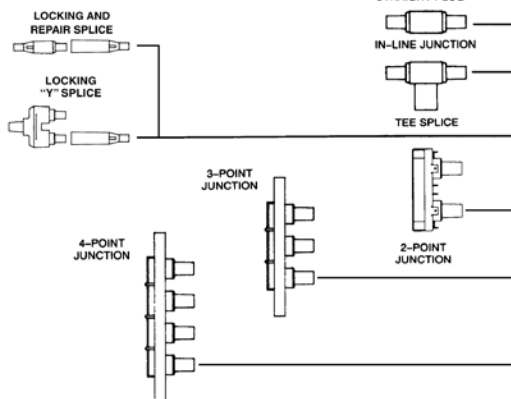 LOCKING AND
REPAIR SPLICE
IN-LINE JUNCTION
LOCKING
"Y" SPLICE
TEE SPLICE
3-POINT
JUNCTION
4-POINT
JUNCTION
2-POINT
JUNCTION